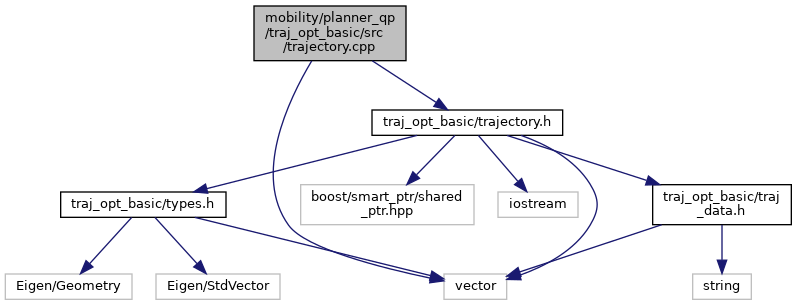 mobility/planner_qp
/traj_opt_basic/src
/trajectory.cpp
traj_opt_basic/trajectory.h
traj_opt_basic/types.h
boost/smart_ptr/shared
_ptr.hpp
iostream
traj_opt_basic/traj
_data.h
Eigen/Geometry
Eigen/StdVector
vector
string